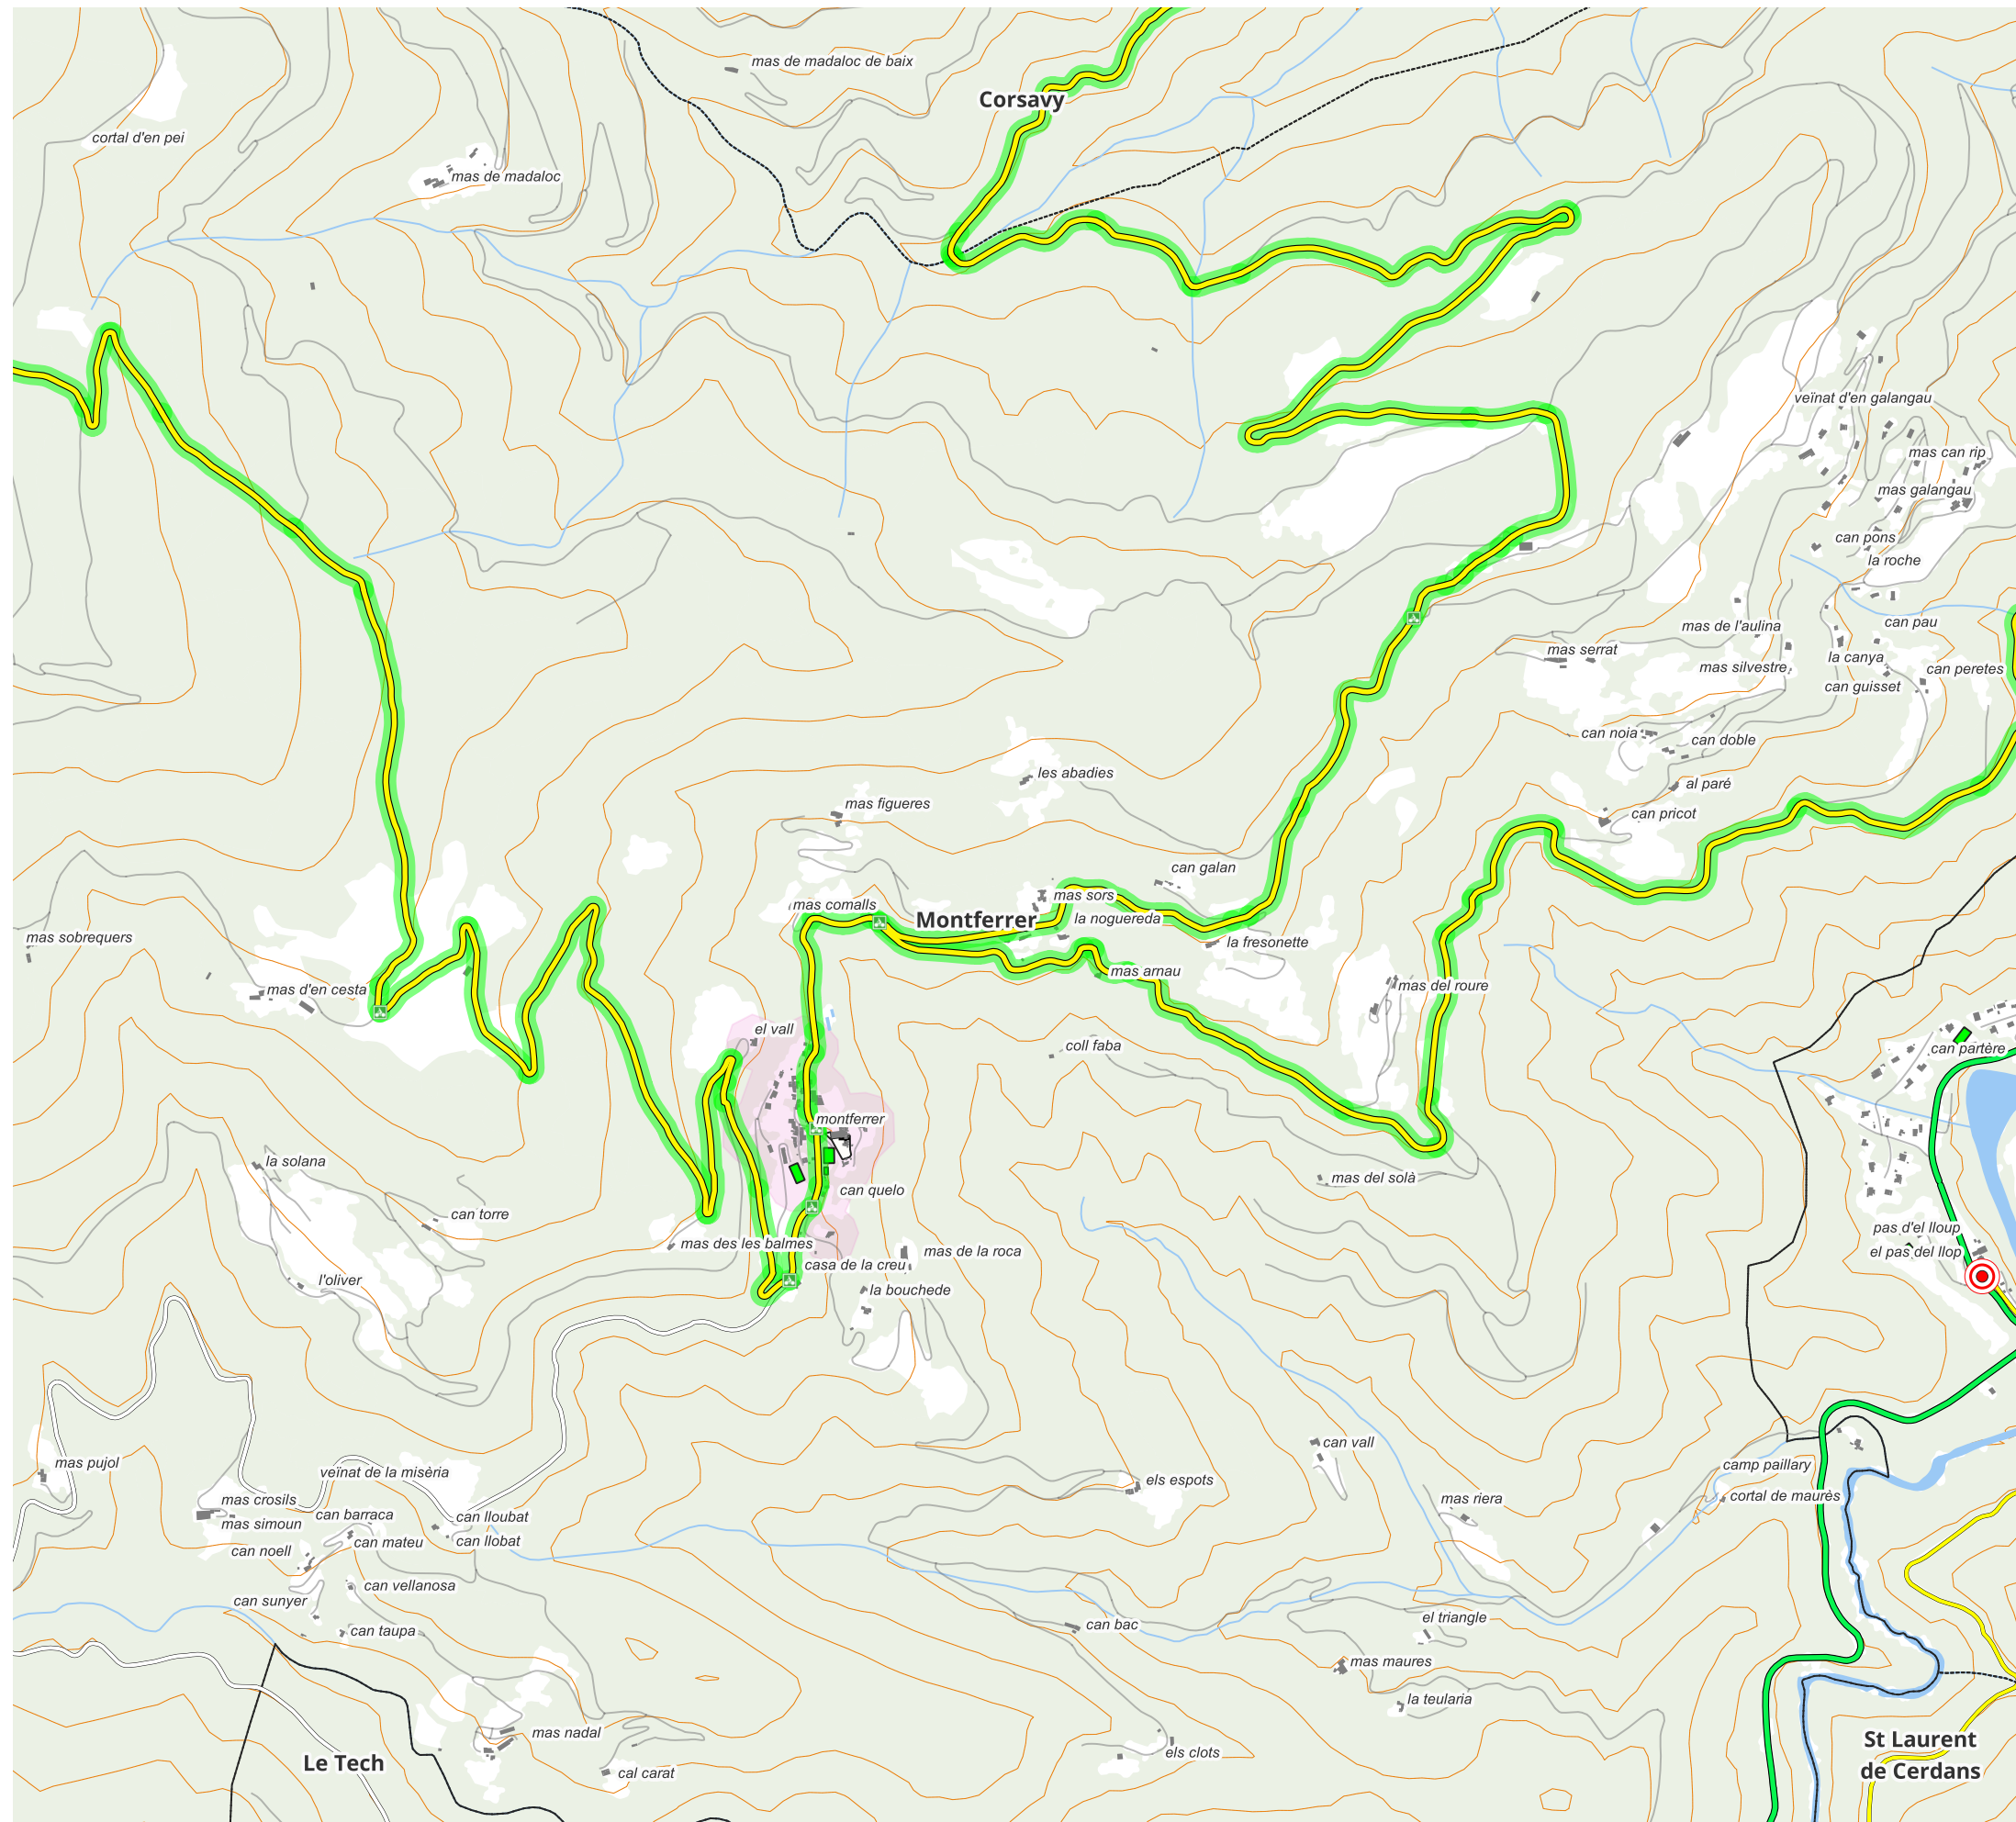 mas de madaloc de baix
Corsavy
cortal d'en pei
mas de madaloc
veïnat d'en galangau
mas can rip
mas galangau
can pons
la roche
can pau
mas de l'aulina
mas serrat
la canya
mas silvestre
can peretes
can guisset
can noia
can doble
les abadies
al paré
mas figueres
can pricot
can galan
mas sors
mas comalls
Montferrer
la noguereda
mas sobrequers
la fresonette
mas arnau
mas d'en cesta
mas del roure
el vall
coll faba
can partère
montferrer
la solana
mas del solà
can quelo
can torre
pas d'el lloup
mas des les balmes
mas de la roca
el pas del llop
casa de la creu
l'oliver
la bouchede
can vall
mas pujol
veïnat de la misèria
camp paillary
els espots
mas crosils
mas riera
cortal de maurès
can barraca
can lloubat
mas simoun
can mateu
can llobat
can noell
can vellanosa
can sunyer
el triangle
can taupa
can bac
mas maures
la teularia
mas nadal
St Laurent
de Cerdans
els clots
Le Tech
cal carat